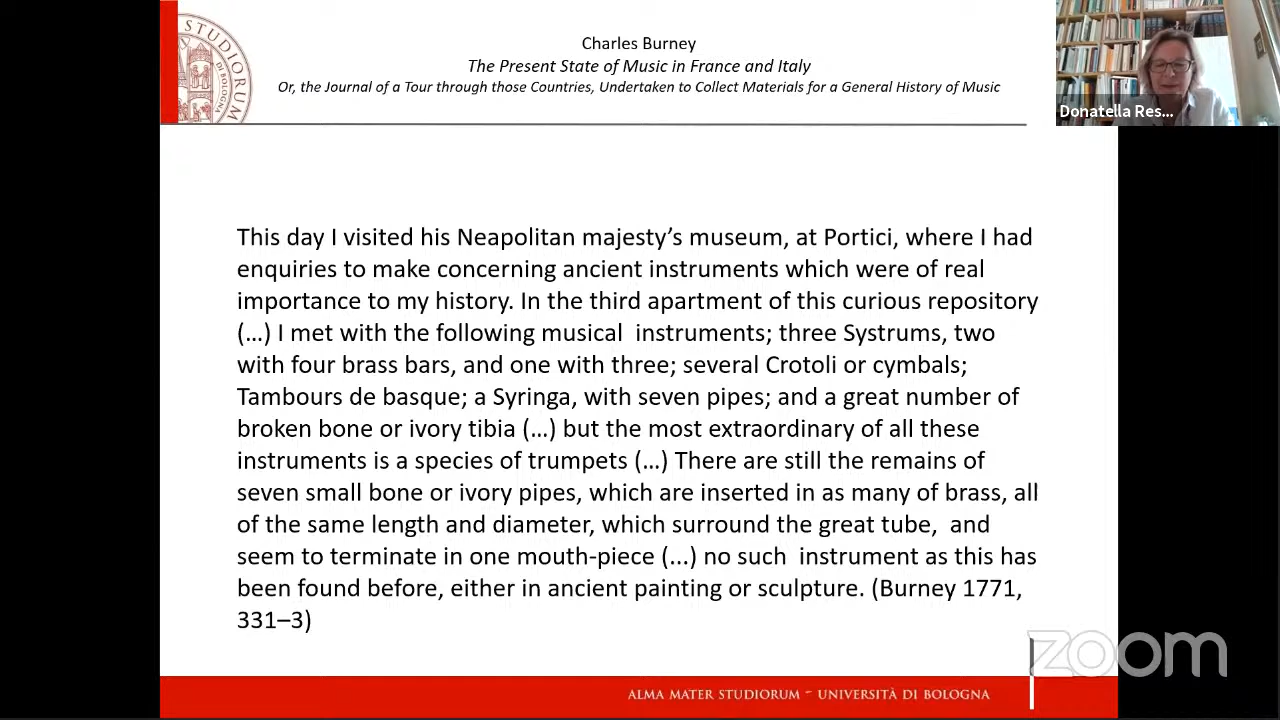 Charles Burney
The Present State of Music in France and Italy
Or, the Journal of a Tour through those Countries, Undertaken to Collect Materials for a General History of Music
Donatella Res...
This day I visited his Neapolitan majesty’s museum, at Portici, where I had
enquiries to make concerning ancient instruments which were of real
importance to my history. In the third apartment of this curious repository
(…) I met with the following musical instruments; three Systrums, two
with four brass bars, and one with three; several Crotoli or cymbals;
Tambours de basque; a Syringa, with seven pipes; and a great number of
broken bone or ivory tibia (…) but the most extraordinary of all these
instruments is a species of trumpets (…) There are still the remains of
seven small bone or ivory pipes, which are inserted in as many of brass, all
of the same length and diameter, which surround the great tube, and
seem to terminate in one mouth-piece (...) no such instrument as this has
been found before, either in ancient painting or sculpture. (Burney 1771,
331–3)
zoom
ALMA MATER STUDIORUM ~ UNIVERSITÀ DI BOLOGNA